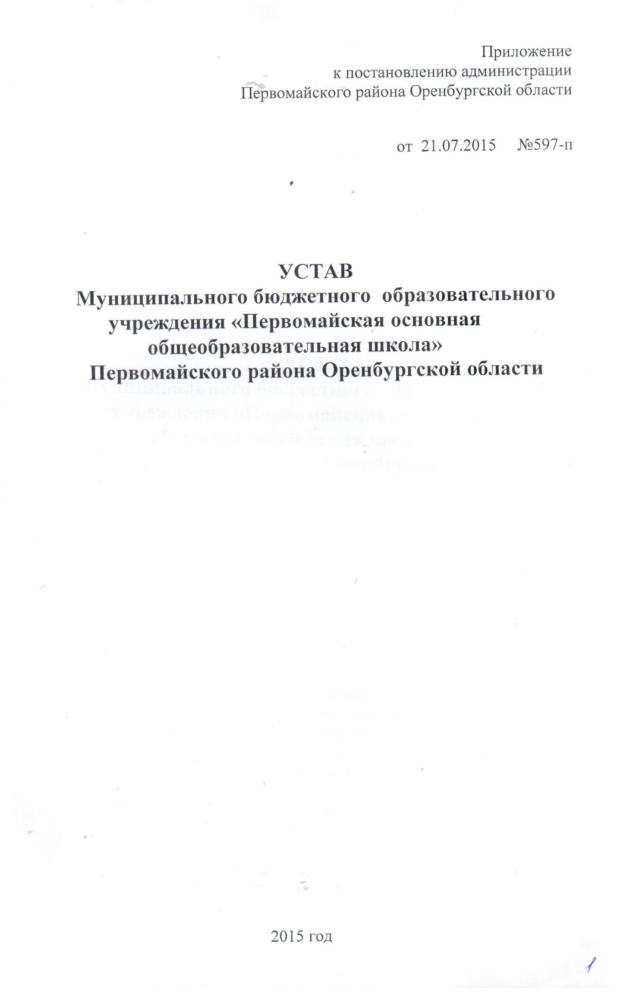 Приложение
к постановлению администрации
Первомайского района Оренбургской области
от 21.07.2015 №597-п
УСТАВ
Муниципального бюджетного образовательного
учреждения «Первомайская основная
общеобразовательная школа»
Первомайского района Оренбургской области
2015 год
1